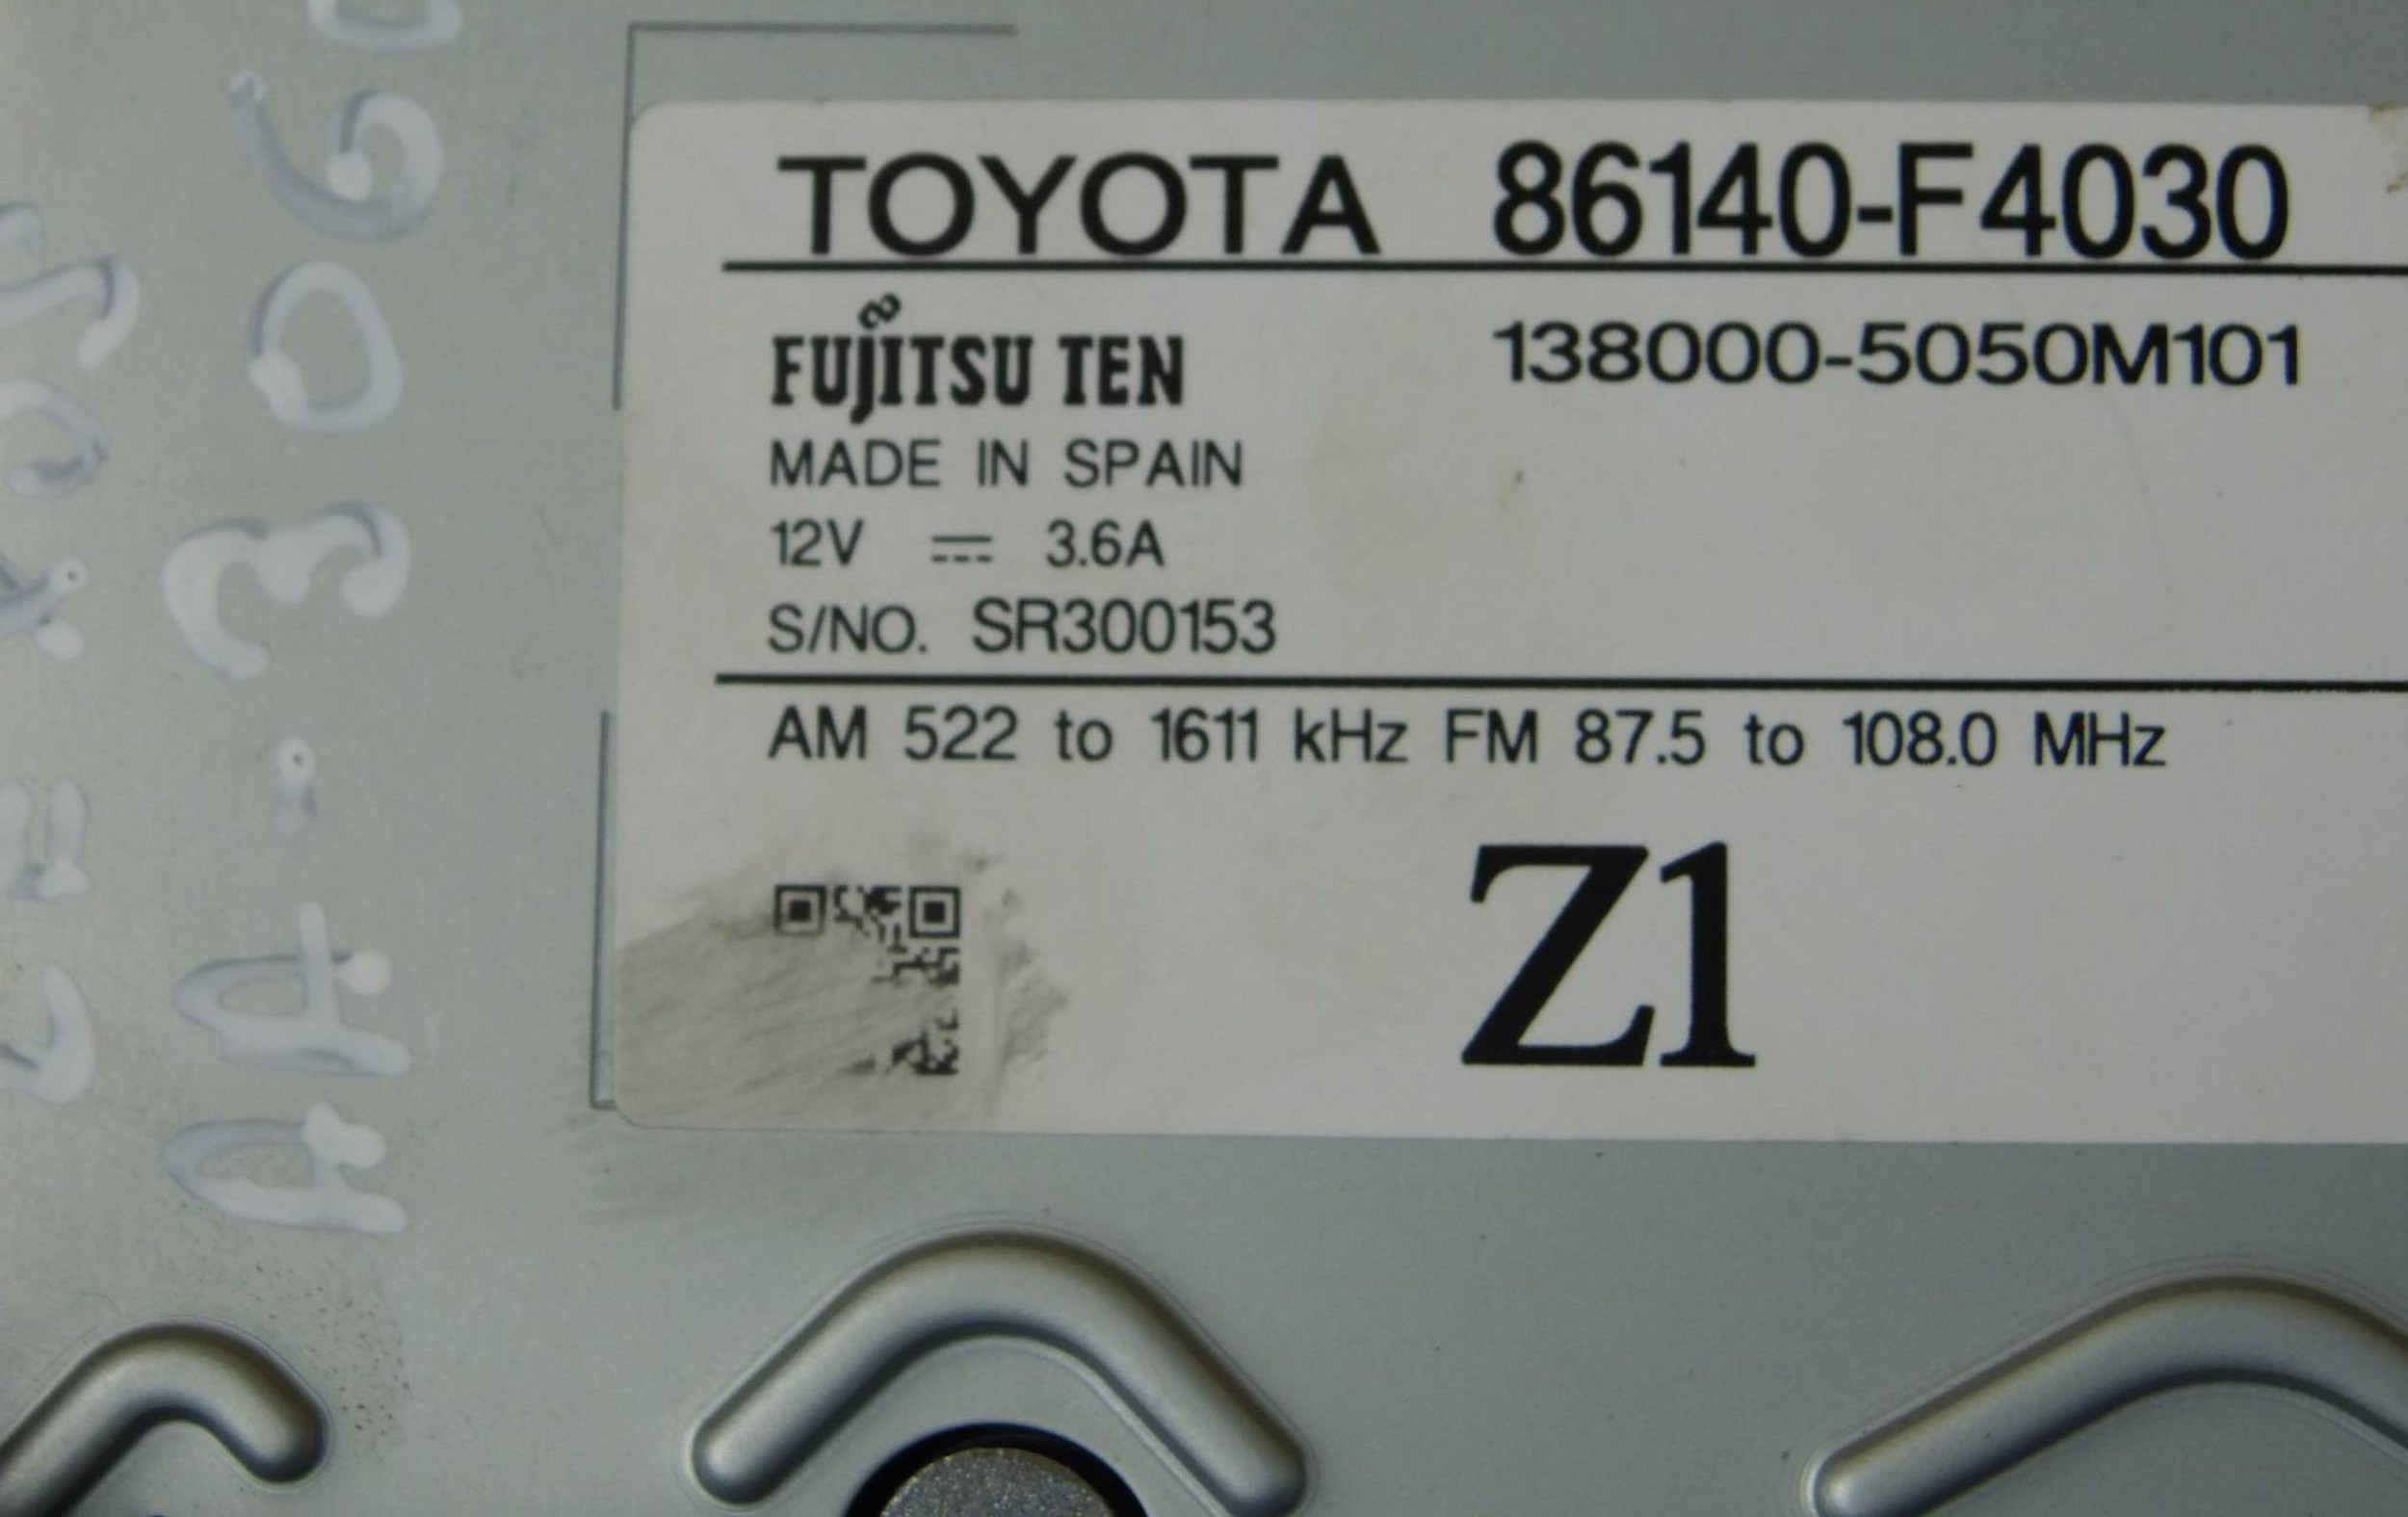 TOYOTA 86140-F4030
FUJITSU TEN 138000-5050M101
MADE IN SPAIN
12V ⎓ 3.6A
S/NO. SR300153
AM 522 to 1611 kHz FM 87.5 to 108.0 MHz
Z1